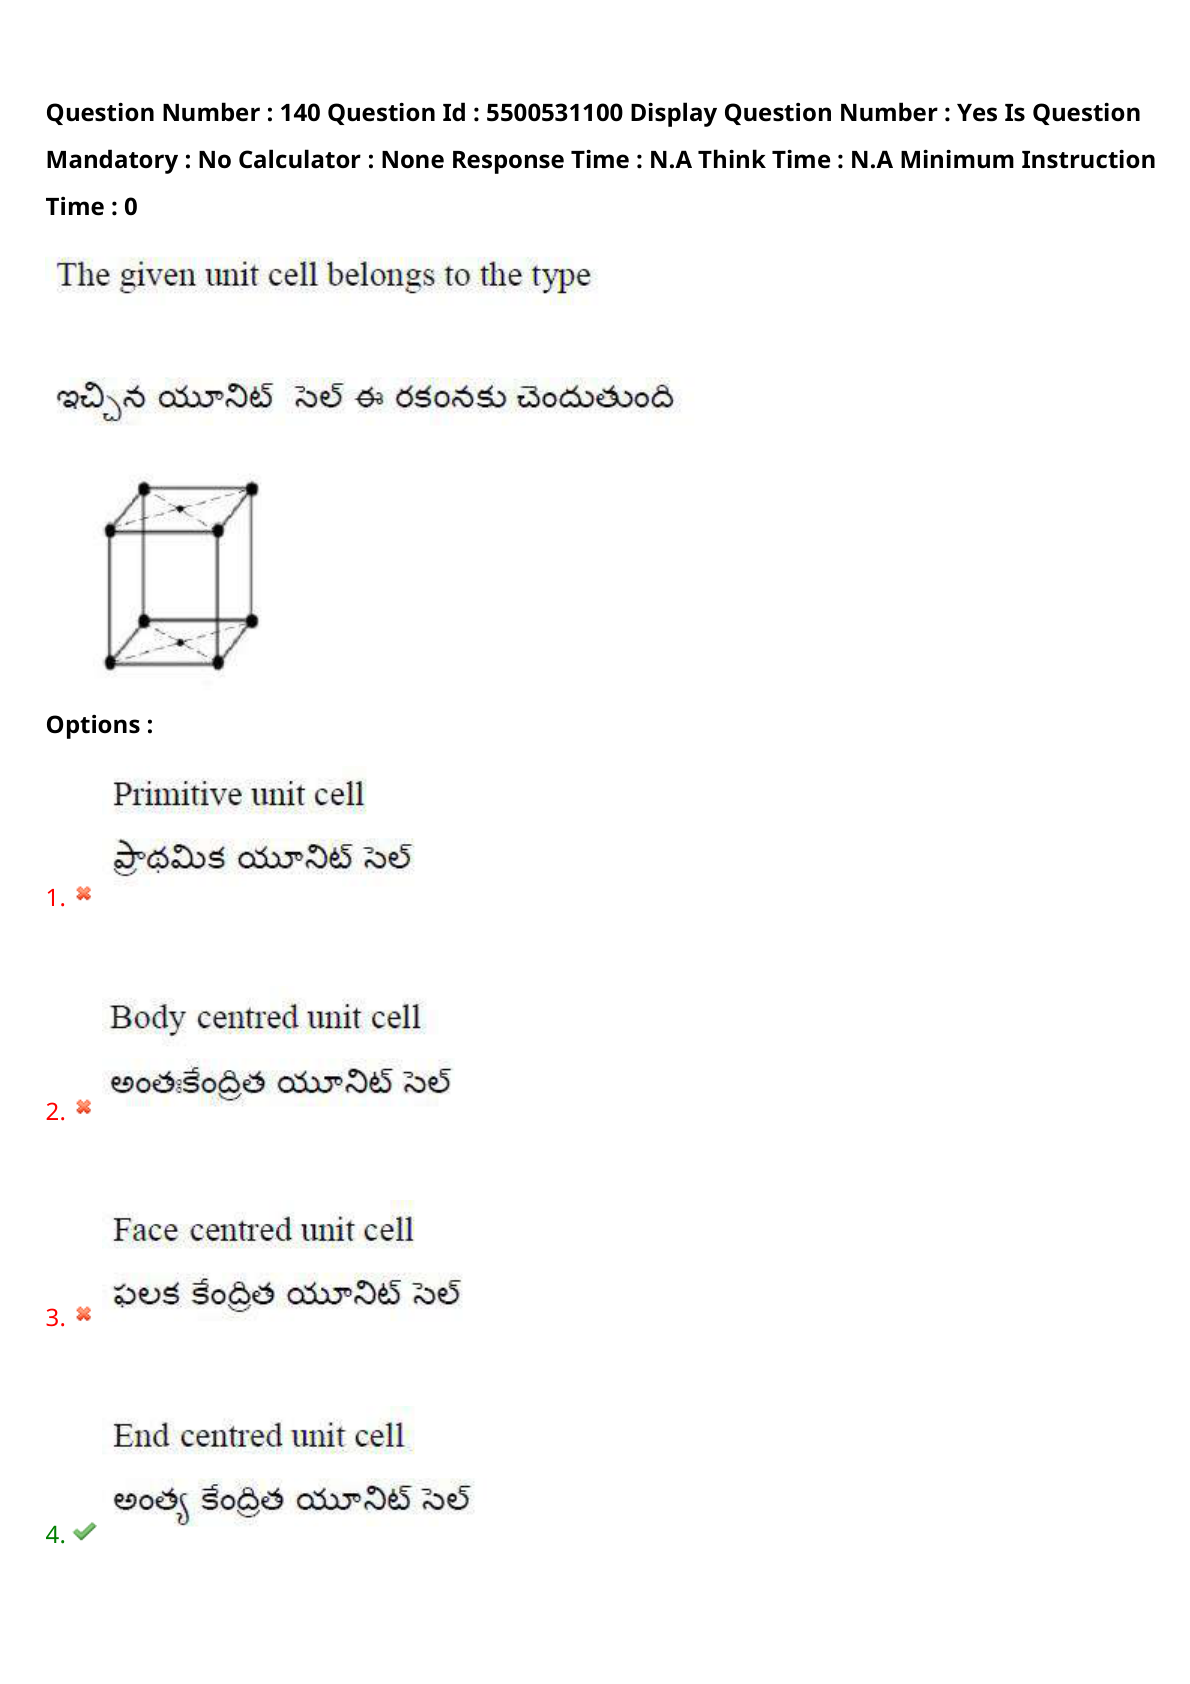 Question Number : 140 Question Id : 5500531100 Display Question Number : Yes Is Question
Mandatory : No Calculator : None Response Time : N.A Think Time : N.A Minimum Instruction
Time : 0
The given unit cell belongs to the type
ఇచ్చిన యూనిట్ సెల్ ఈ రకంనకు చెందుతుంది
Options :
Primitive unit cell
ప్రాథమిక యూనిట్ సెల్
1.
Body centred unit cell
అంతఃకేంద్రిత యూనిట్ సెల్
2.
Face centred unit cell
ఫలక కేంద్రిత యూనిట్ సెల్
3.
End centred unit cell
అంత్య కేంద్రిత యూనిట్ సెల్
4.